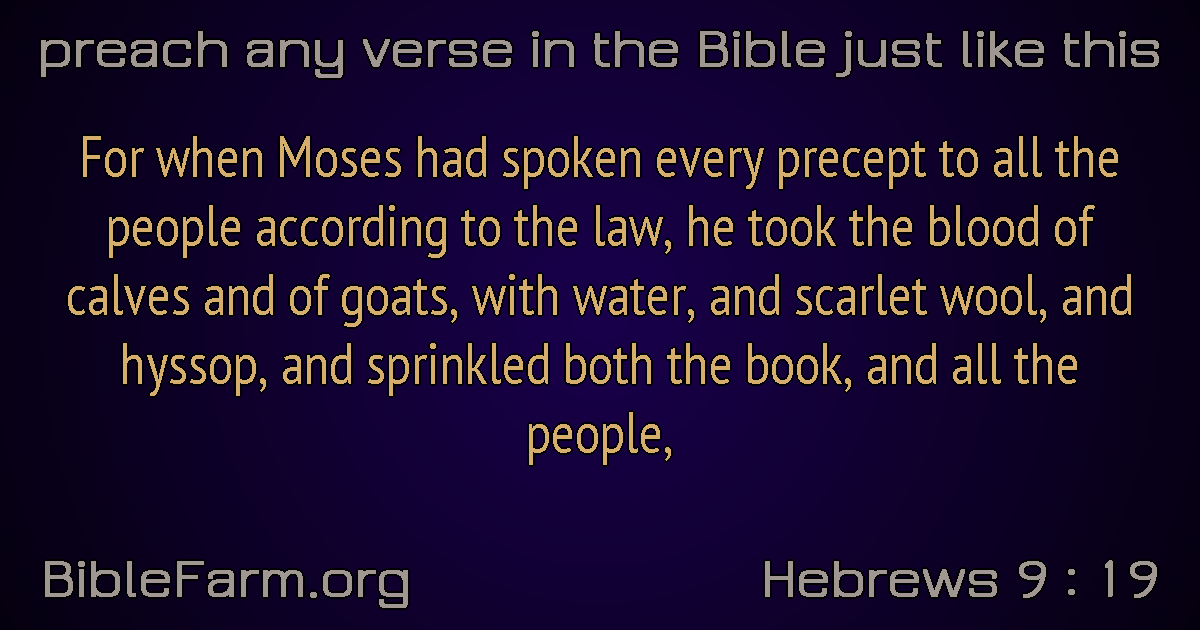 preach any verse in the Bible just like this
For when Moses had spoken every precept to all the
people according to the law, he took the blood of
calves and of goats, with water, and scarlet wool, and
hyssop, and sprinkled both the book, and all the
people,
BibleFarm.org
Hebrews 9 : 19